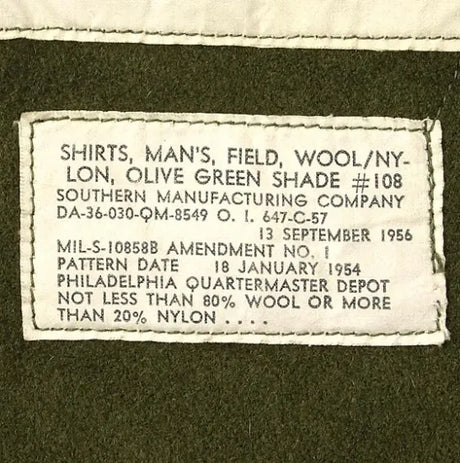 SHIRTS, MAN'S, FIELD, WOOL/NY-
LON, OLIVE GREEN SHADE #108
SOUTHERN MANUFACTURING COMPANY
DA-36-030-QM-8549 O. I. 647-C-57
13 SEPTEMBER 1956
MIL-S-10858B AMENDMENT NO. 1
PATTERN DATE 18 JANUARY 1954
PHILADELPHIA QUARTERMASTER DEPOT
NOT LESS THAN 80% WOOL OR MORE
THAN 20% NYLON . . . .